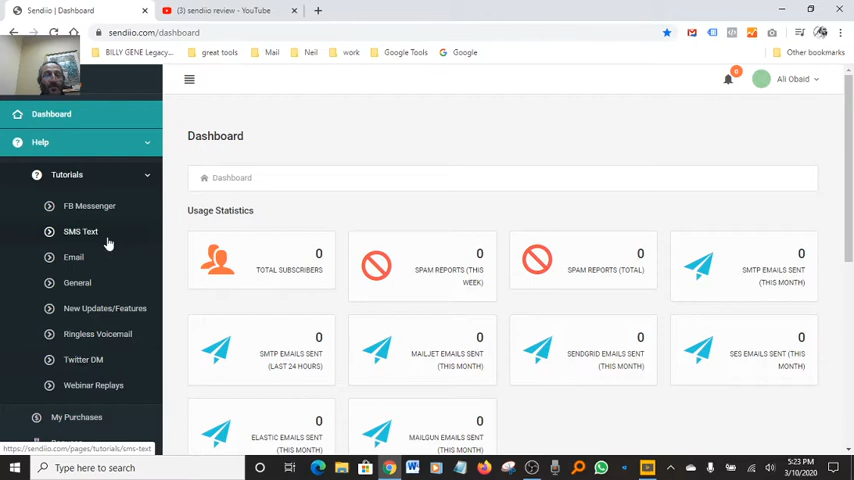 Sendiio | Dashboard
(3) sendiio review - YouTube
sendiio.com/dashboard
BILLY GENE Legacy...
great tools
Mail
Neil
work
Google Tools
Google
Other bookmarks
0
Ali Obaid
Dashboard
Help
Tutorials
FB Messenger
SMS Text
Email
General
New Updates/Features
Ringless Voicemail
Twitter DM
Webinar Replays
My Purchases
https://sendiio.com/pages/tutorials/sms-text
Dashboard
Dashboard
Usage Statistics
0
TOTAL SUBSCRIBERS
0
SPAM REPORTS (THIS
WEEK)
0
SPAM REPORTS (TOTAL)
0
SMTP EMAILS SENT
(THIS MONTH)
0
SMTP EMAILS SENT
(LAST 24 HOURS)
0
MAILJET EMAILS SENT
(THIS MONTH)
0
SENDGRID EMAILS SENT
(THIS MONTH)
0
SES EMAILS SENT (THIS
MONTH)
0
ELASTIC EMAILS SENT
(THIS MONTH)
0
MAILGUN EMAILS SENT
(THIS MONTH)
Type here to search
5:23 PM
3/10/2020